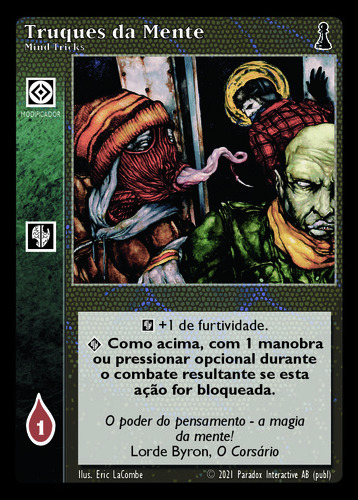 Truques da Mente
Mind Tricks
MODIFICADOR
+1 de furtividade.
Como acima, com 1 manobra
ou pressionar opcional durante
o combate resultante se esta
ação for bloqueada.
O poder do pensamento - a magia
da mente!
Lorde Byron, O Corsário
1
Ilus. Eric LaCombe
© 2021 Paradox Interactive AB (publ)